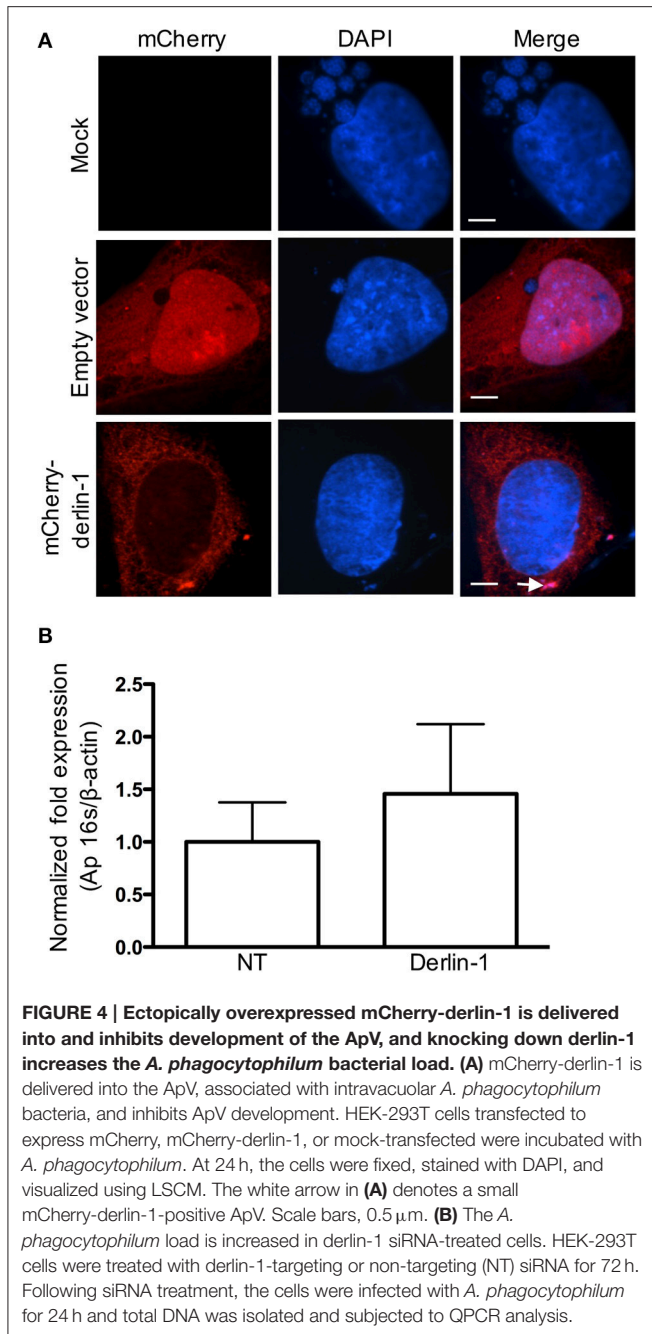 A
mCherry
DAPI
Merge
Mock
Empty vector
mCherry-
derlin-1
B
Normalized fold expression
(Ap 16s/β-actin)
2.5
2.0
1.5
1.0
0.5
0.0
NT
Derlin-1
FIGURE 4 | Ectopically overexpressed mCherry-derlin-1 is delivered
into and inhibits development of the ApV, and knocking down derlin-1
increases the A. phagocytophilum bacterial load. (A) mCherry-derlin-1 is
delivered into the ApV, associated with intravacuolar A. phagocytophilum
bacteria, and inhibits ApV development. HEK-293T cells transfected to
express mCherry, mCherry-derlin-1, or mock-transfected were incubated with
A. phagocytophilum. At 24 h, the cells were fixed, stained with DAPI, and
visualized using LSCM. The white arrow in (A) denotes a small
mCherry-derlin-1-positive ApV. Scale bars, 0.5 μm. (B) The A.
phagocytophilum load is increased in derlin-1 siRNA-treated cells. HEK-293T
cells were treated with derlin-1-targeting or non-targeting (NT) siRNA for 72 h.
Following siRNA treatment, the cells were infected with A. phagocytophilum
for 24 h and total DNA was isolated and subjected to QPCR analysis.